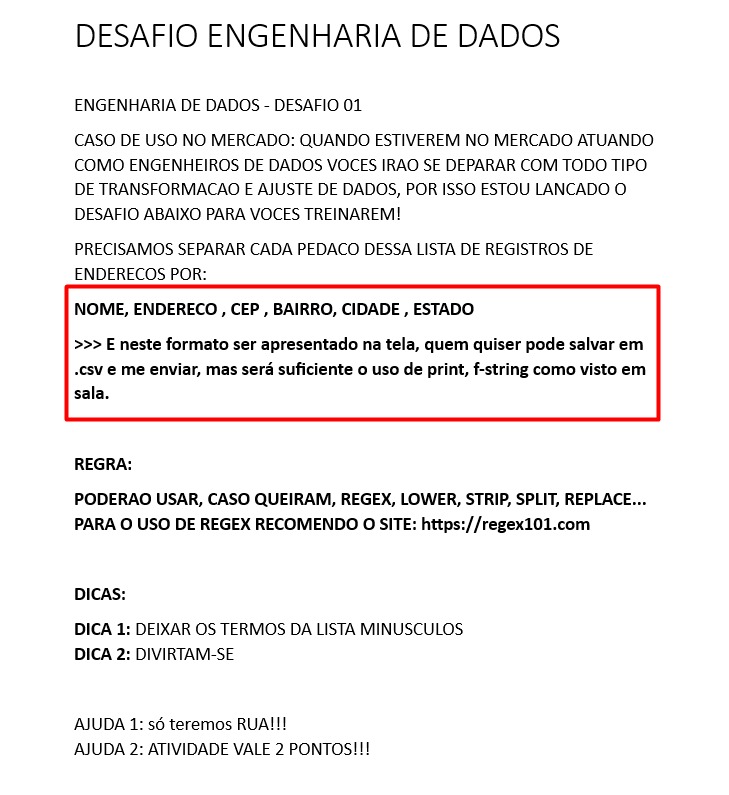 DESAFIO ENGENHARIA DE DADOS
ENGENHARIA DE DADOS - DESAFIO 01
CASO DE USO NO MERCADO: QUANDO ESTIVEREM NO MERCADO ATUANDO
COMO ENGENHEIROS DE DADOS VOCES IRAO SE DEPARAR COM TODO TIPO
DE TRANSFORMACAO E AJUSTE DE DADOS, POR ISSO ESTOU LANCADO O
DESAFIO ABAIXO PARA VOCES TREINAREM!
PRECISAMOS SEPARAR CADA PEDACO DESSA LISTA DE REGISTROS DE
ENDERECOS POR:
NOME, ENDERECO , CEP , BAIRRO, CIDADE , ESTADO
>>> E neste formato ser apresentado na tela, quem quiser pode salvar em
.csv e me enviar, mas será suficiente o uso de print, f-string como visto em
sala.
REGRA:
PODERAO USAR, CASO QUEIRAM, REGEX, LOWER, STRIP, SPLIT, REPLACE...
PARA O USO DE REGEX RECOMENDO O SITE: https://regex101.com
DICAS:
DICA 1: DEIXAR OS TERMOS DA LISTA MINUSCULOS
DICA 2: DIVIRTAM-SE
AJUDA 1: só teremos RUA!!!
AJUDA 2: ATIVIDADE VALE 2 PONTOS!!!